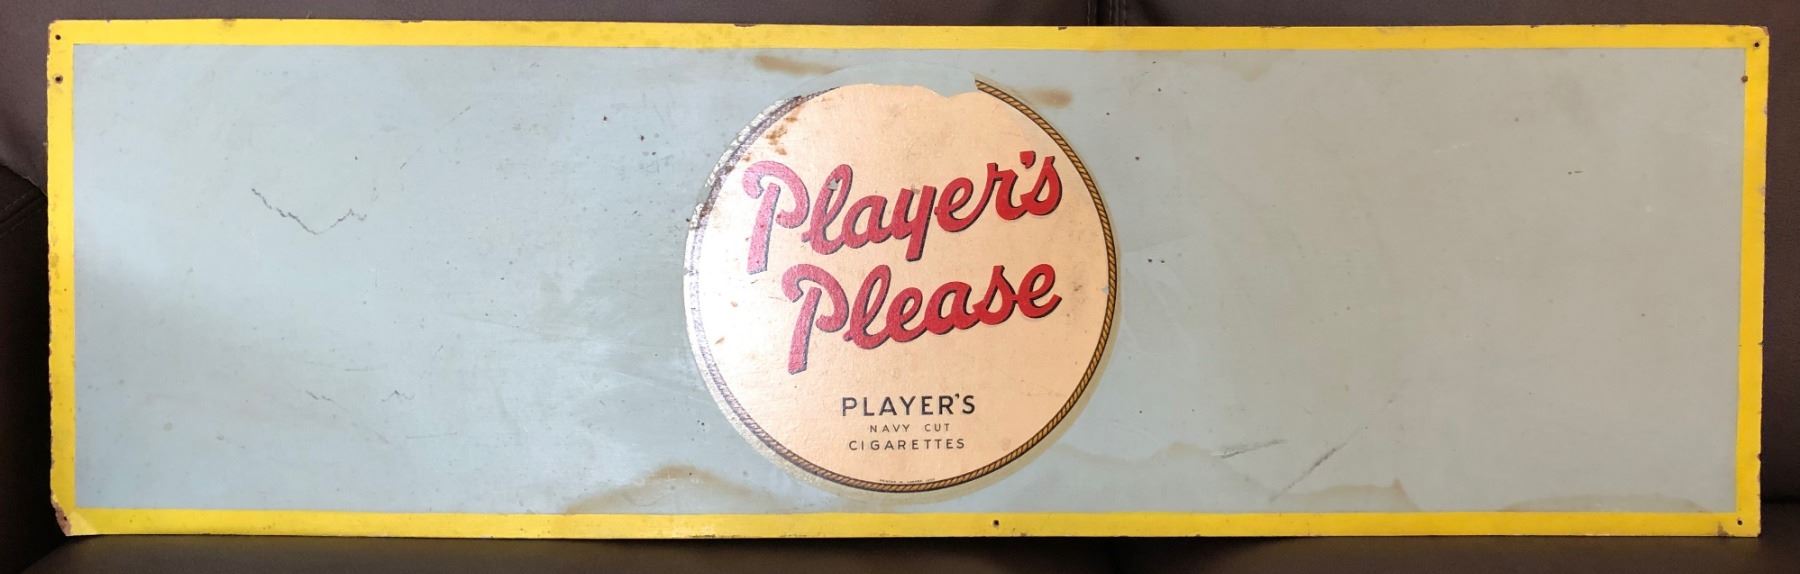 Player's
Please
PLAYER'S
NAVY CUT
CIGARETTES